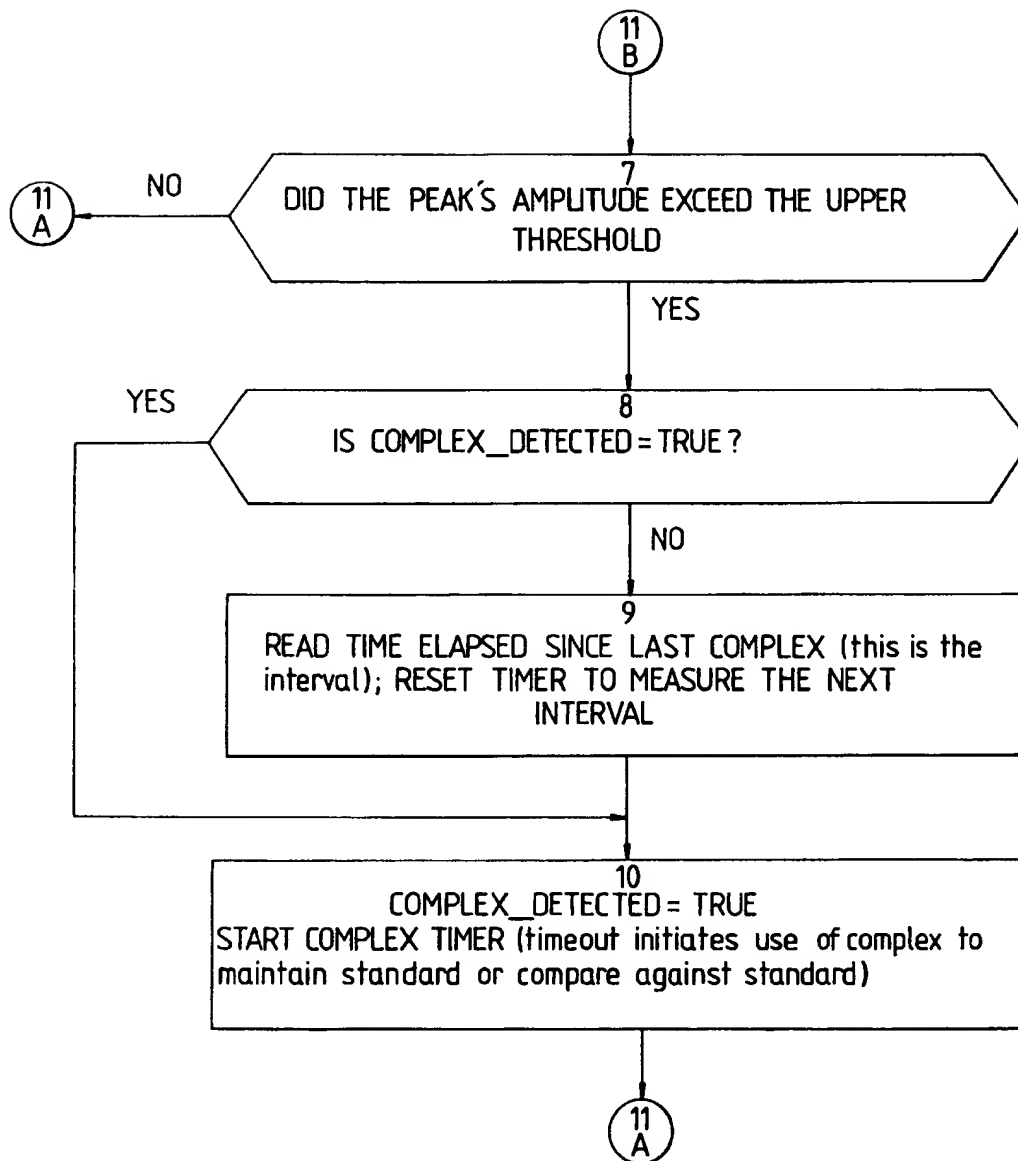 11
B
7
NO
11
A
DID THE PEAK'S AMPLITUDE EXCEED THE UPPER
THRESHOLD
YES
YES
8
IS COMPLEX_DETECTED = TRUE ?
NO
9
READ TIME ELAPSED SINCE LAST COMPLEX (this is the
interval); RESET TIMER TO MEASURE THE NEXT
INTERVAL
10
COMPLEX_DETECTED = TRUE
START COMPLEX TIMER (timeout initiates use of complex to
maintain standard or compare against standard)
11
A